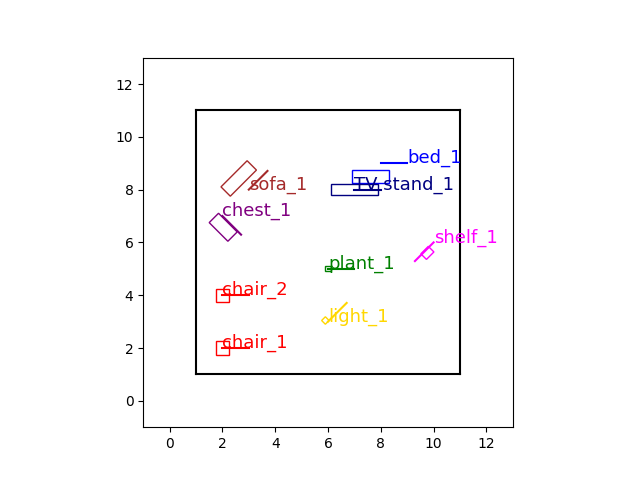 12
10
8
6
4
2
0
bed_1
sofa_1
TV_stand_1
chest_1
shelf_1
plant_1
chair_2
light_1
chair_1
0 2 4 6 8 10 12